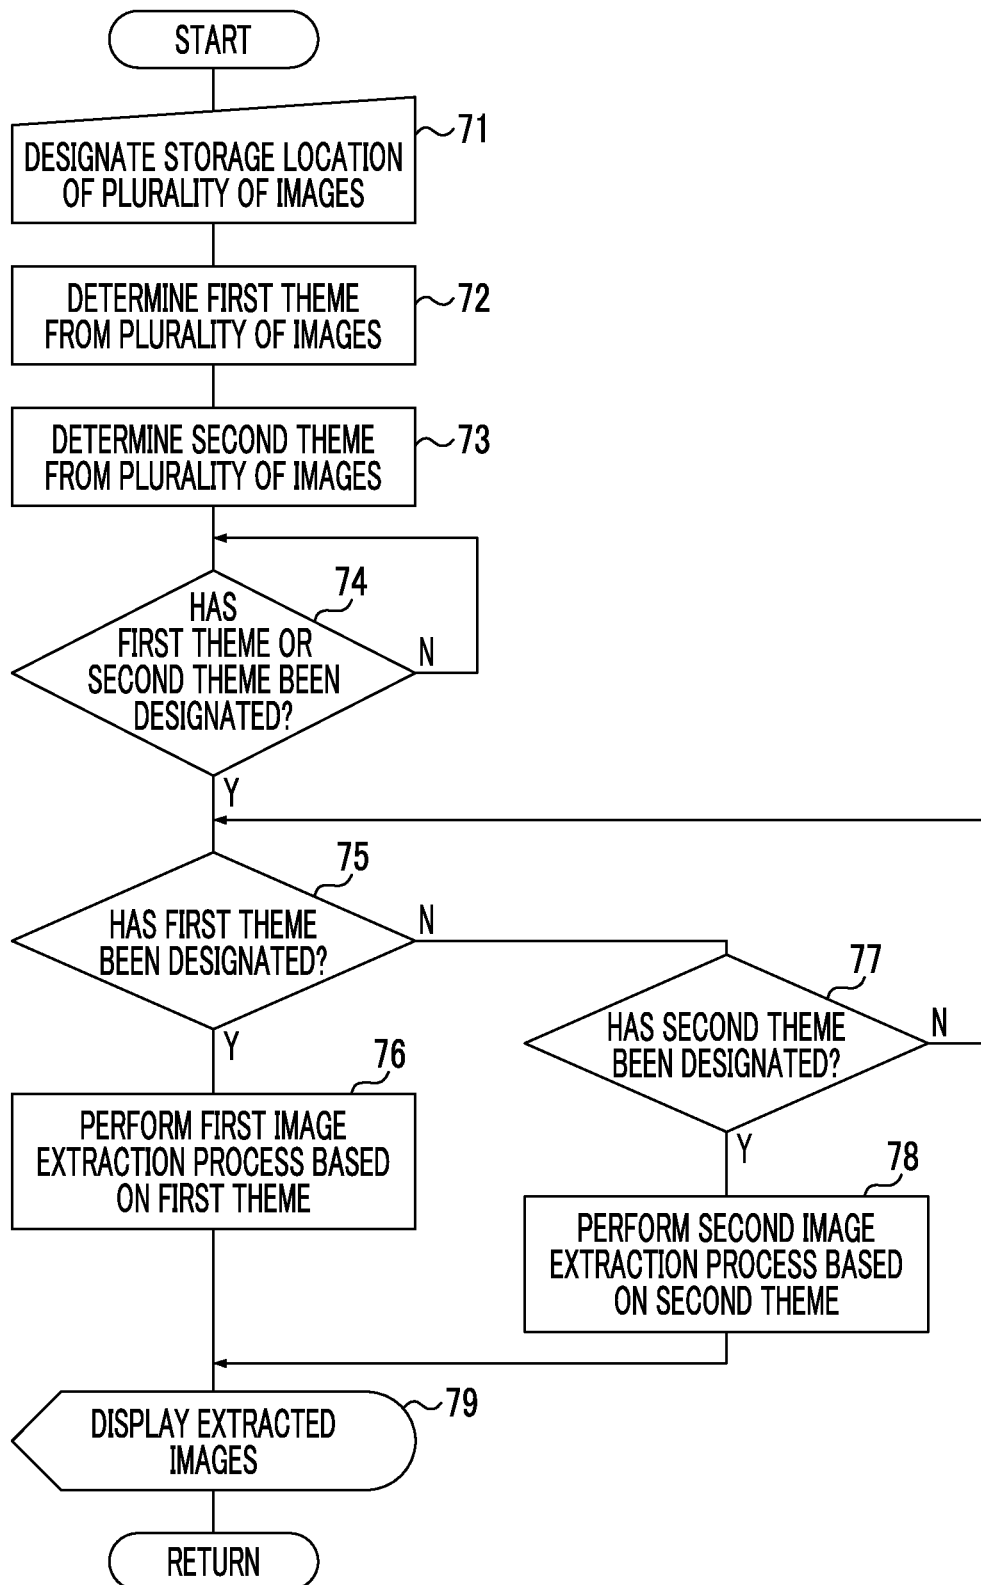 START
71
DESIGNATE STORAGE LOCATION
OF PLURALITY OF IMAGES
DETERMINE FIRST THEME
FROM PLURALITY OF IMAGES
72
DETERMINE SECOND THEME
FROM PLURALITY OF IMAGES
73
74
HAS
FIRST THEME OR
SECOND THEME BEEN
DESIGNATED?
N
Y
75
HAS FIRST THEME
BEEN DESIGNATED?
N
Y
77
HAS SECOND THEME
BEEN DESIGNATED?
N
Y
76
PERFORM FIRST IMAGE
EXTRACTION PROCESS BASED
ON FIRST THEME
78
PERFORM SECOND IMAGE
EXTRACTION PROCESS BASED
ON SECOND THEME
79
DISPLAY EXTRACTED
IMAGES
RETURN